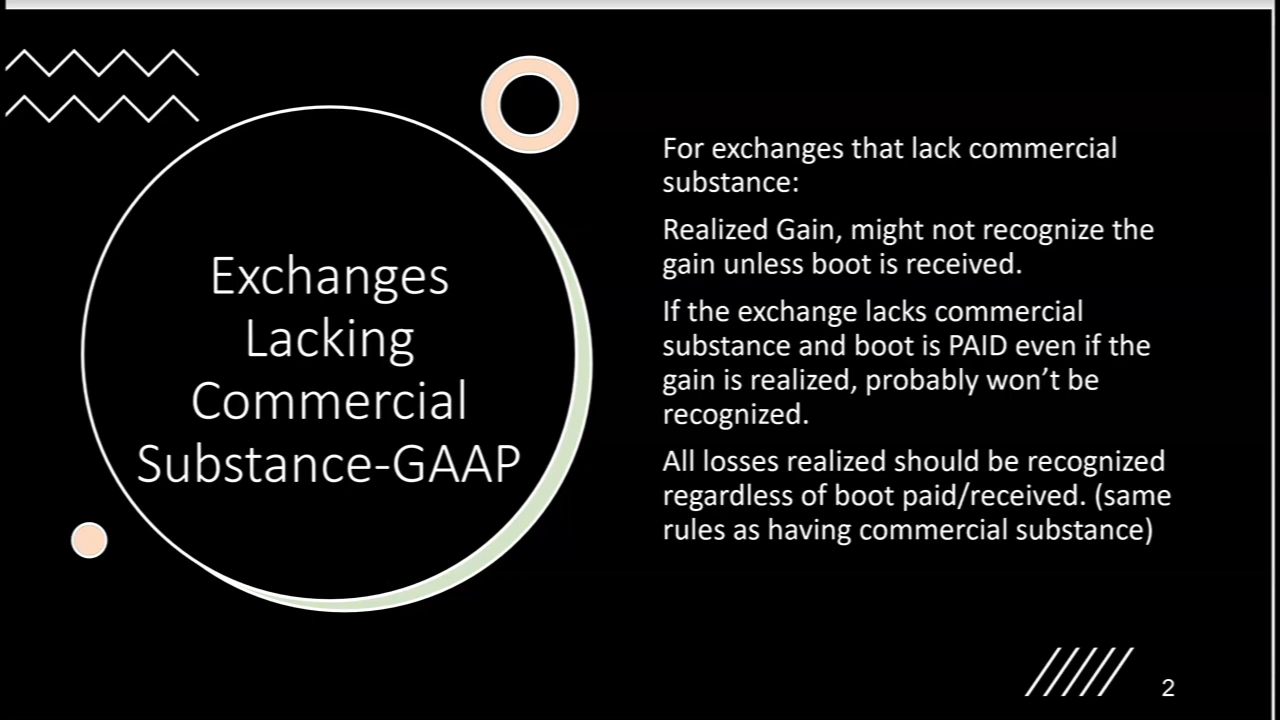 Exchanges
Lacking
Commercial
Substance-GAAP
For exchanges that lack commercial
substance:
Realized Gain, might not recognize the
gain unless boot is received.
If the exchange lacks commercial
substance and boot is PAID even if the
gain is realized, probably won’t be
recognized.
All losses realized should be recognized
regardless of boot paid/received. (same
rules as having commercial substance)
2